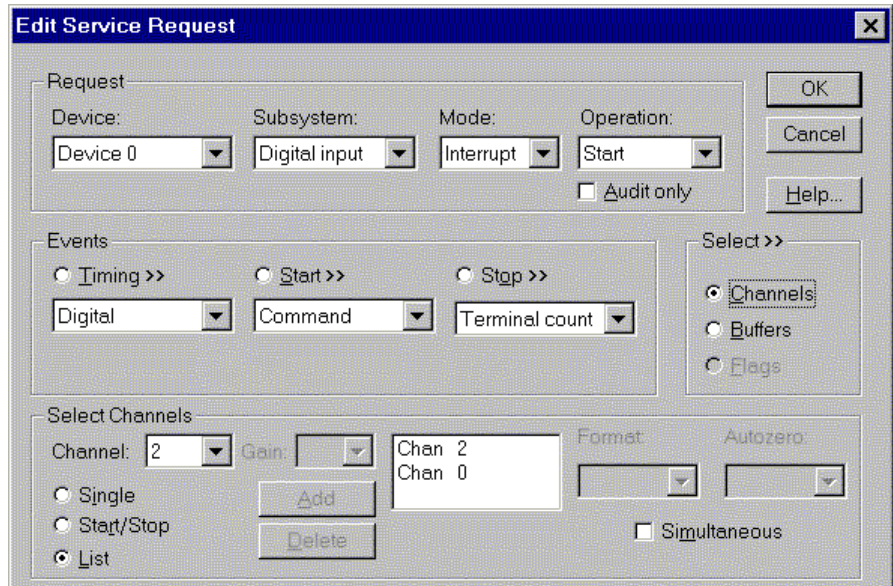 Edit Service Request
Request
Device: Subsystem: Mode: Operation:
Device 0 Digital input Interrupt Start
Audit only
OK
Cancel
Help...
Events
Timing >> Start >> Stop >>
Digital Command Terminal count
Select >>
Channels
Buffers
Flags
Select Channels
Channel: 2 Gain:
Single
Start/Stop
List
Add
Delete
Chan 2
Chan 0
Format: Autozero:
Simultaneous